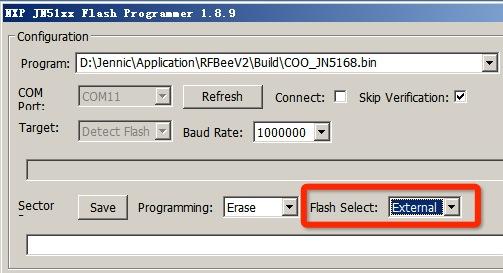 NXP JN51xx Flash Programmer 1.8.9
Configuration
Program: D:\Jennic\Application\RFBeeV2\Build\COO_JN5168.bin
COM Port: COM11 Refresh Connect: Skip Verification:
Target: Detect Flash Baud Rate: 1000000
Sector Save Programming: Erase Flash Select: External